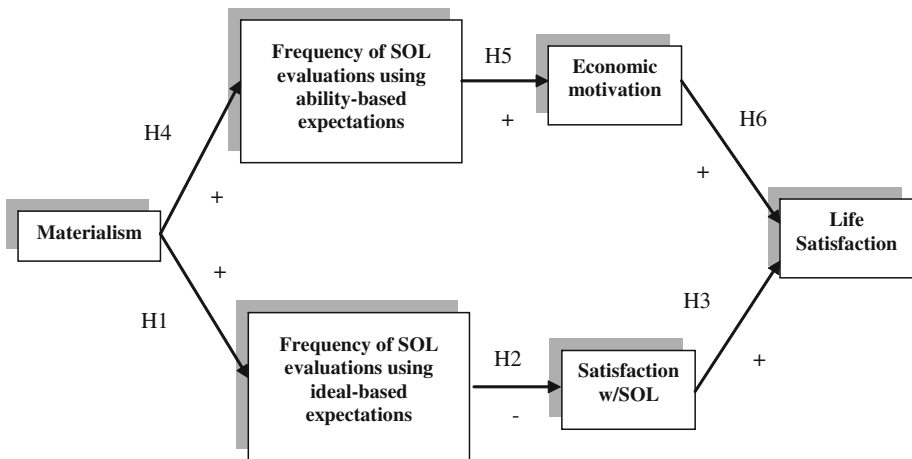 Frequency of SOL
evaluations using
ability-based
expectations
H5
+
Economic
motivation
H4
+
H6
+
Materialism
Life
Satisfaction
H1
+
Frequency of SOL
evaluations using
ideal-based
expectations
H2
-
Satisfaction
w/SOL
H3
+